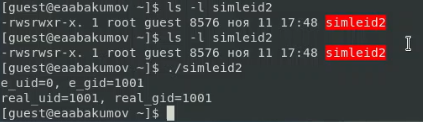 [guest@eaabakumov ~]$ ls -l simleid2
-rwsrwxr-x. 1 root guest 8576 ноя 11 17:48 simleid2
[guest@eaabakumov ~]$ ls -l simleid2
-rwsrwsr-x. 1 root guest 8576 ноя 11 17:48 simleid2
[guest@eaabakumov ~]$ ./simleid2
e_uid=0, e_gid=1001
real_uid=1001, real_gid=1001
[guest@eaabakumov ~]$